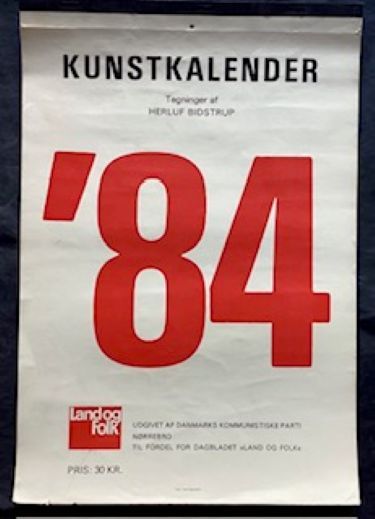 KUNSTKALENDER
Tegninger af
HERLUF BIDSTRUP
'84
Land og
Folk
UDGIVET AF DANMARKS KOMMUNISTISKE PARTI
NØRREBRO
TIL FORDEL FOR DAGBLADET »LAND OG FOLK«
PRIS: 30 KR.